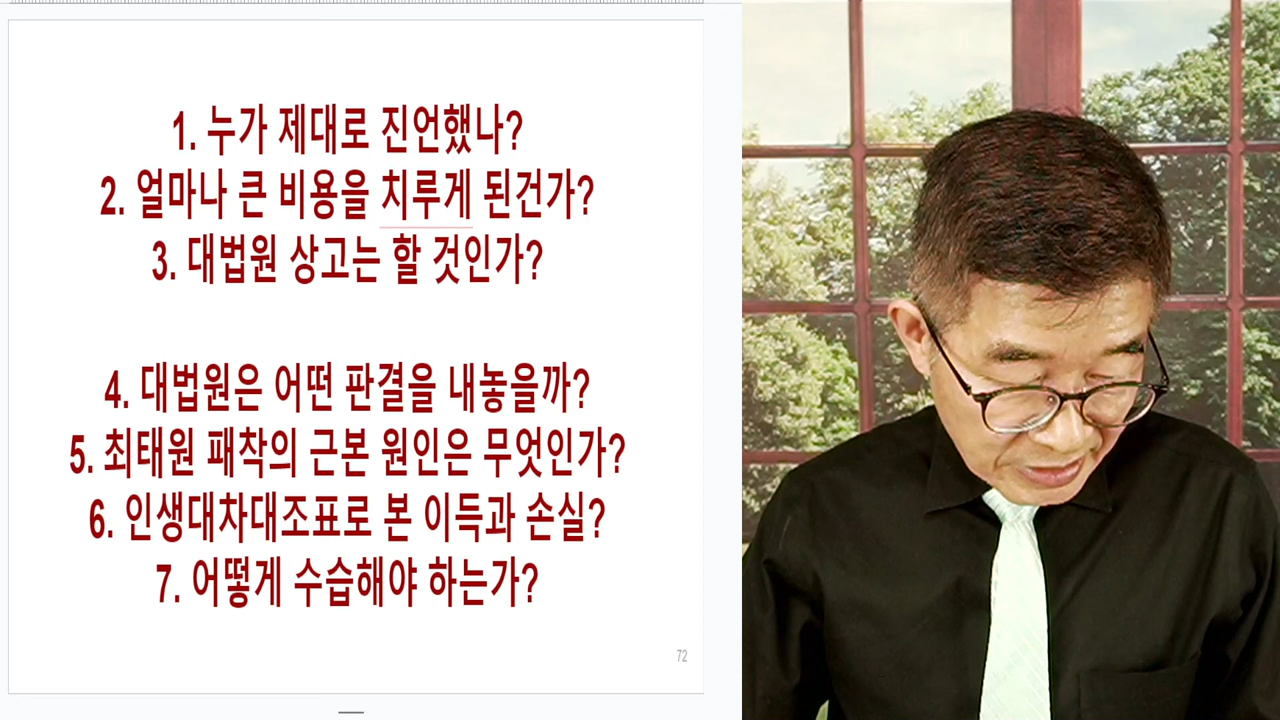 1. 누가 제대로 진언했나?
2. 얼마나 큰 비용을 치루게 된건가?
3. 대법원 상고는 할 것인가?
4. 대법원은 어떤 판결을 내놓을까?
5. 최태원 패착의 근본 원인은 무엇인가?
6. 인생대차대조표로 본 이득과 손실?
7. 어떻게 수습해야 하는가?
72